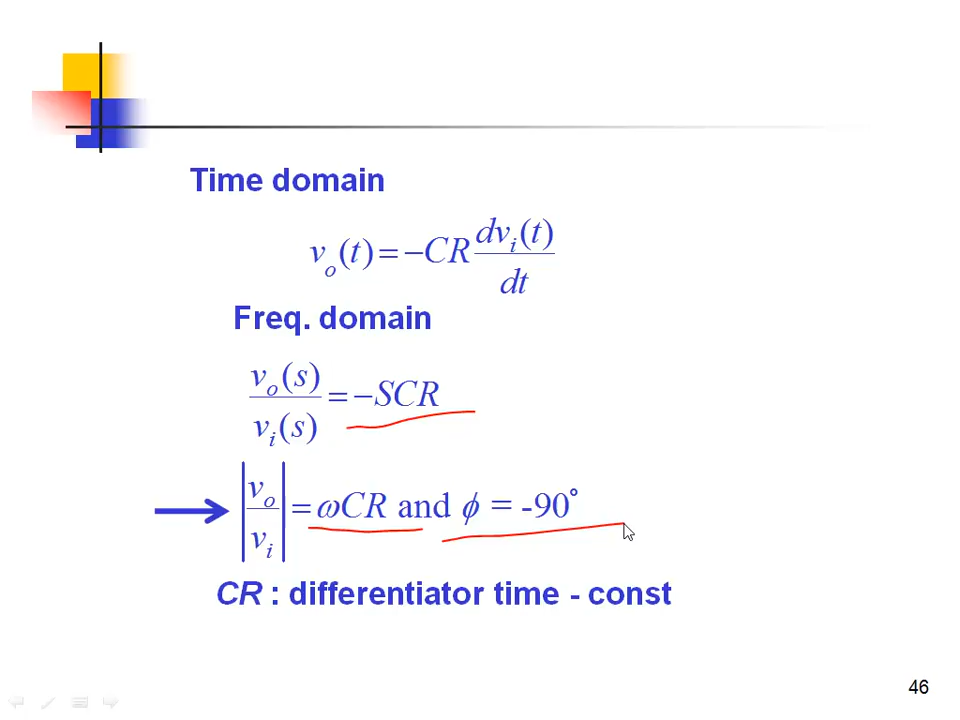 Time domain
v_o(t) = −CR dv_i(t)/dt
Freq. domain
v_o(s)/v_i(s) = −SCR
|v_o/v_i| = ωCR and ϕ = -90°
CR : differentiator time - const
46